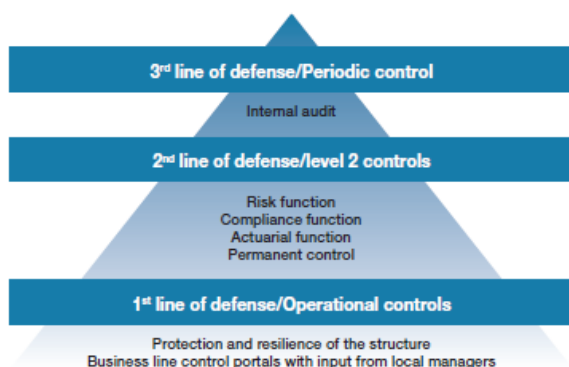 3rd line of defense/Periodic control
Internal audit
2nd line of defense/level 2 controls
Risk function
Compliance function
Actuarial function
Permanent control
1st line of defense/Operational controls
Protection and resilience of the structure
Business line control portals with input from local managers